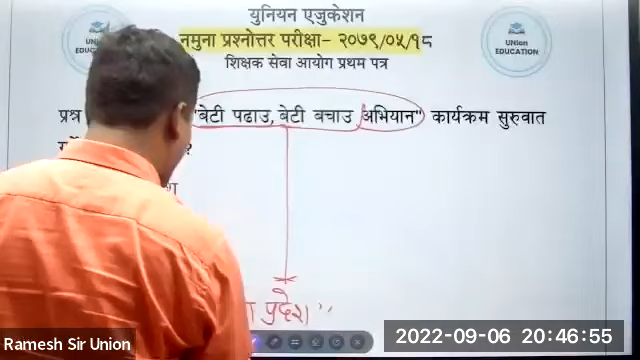 युनियन एजुकेशन
नमुना प्रश्नोत्तर परीक्षा- २०७९/०५/१८
शिक्षक सेवा आयोग प्रथम पत्र
UNion
EDUCATION
प्रश्न "बेटी पढाउ, बेटी बचाउ अभियान" कार्यक्रम सुरुवात
?
प्रदेश
Ramesh Sir Union
2022-09-06 20:46:55